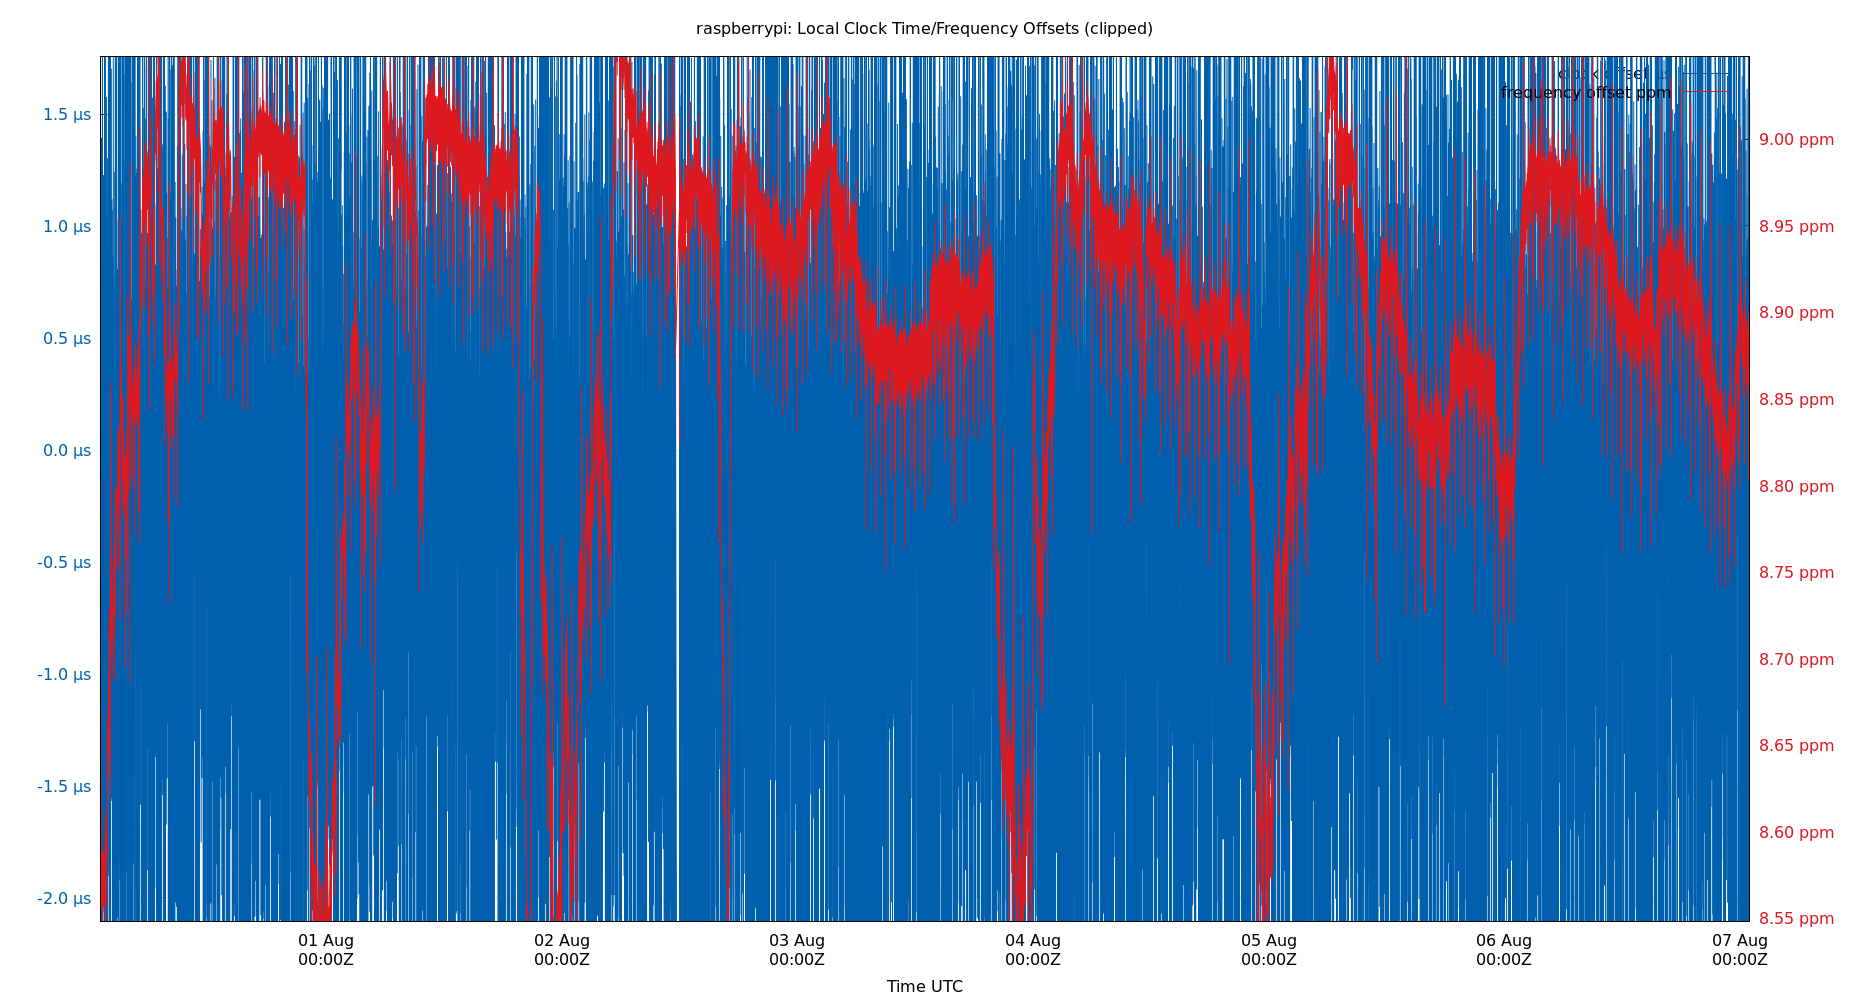 raspberrypi: Local Clock Time/Frequency Offsets (clipped)
clock offset µs
frequency offset ppm
1.5 µs
1.0 µs
0.5 µs
0.0 µs
-0.5 µs
-1.0 µs
-1.5 µs
-2.0 µs
9.00 ppm
8.95 ppm
8.90 ppm
8.85 ppm
8.80 ppm
8.75 ppm
8.70 ppm
8.65 ppm
8.60 ppm
8.55 ppm
01 Aug 02 Aug 03 Aug 04 Aug 05 Aug 06 Aug 07 Aug
00:00Z 00:00Z 00:00Z 00:00Z 00:00Z 00:00Z 00:00Z
Time UTC